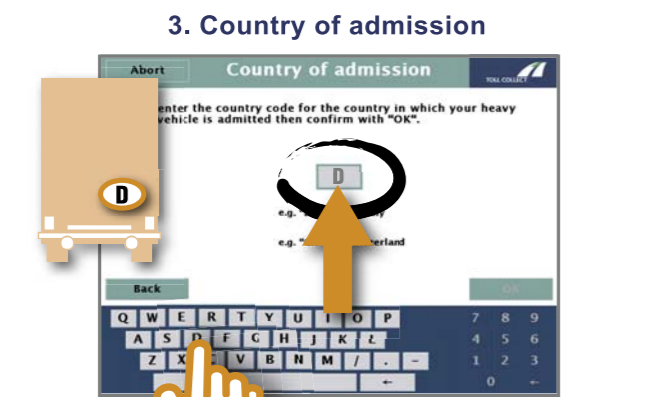 3. Country of admission
Abort
Country of admission
TOLL COLLECT
enter the country code for the country in which your heavy
vehicle is admitted then confirm with "OK".
D
D
e.g. "
e.g. "
Back
OK
Q W E R T Y U I O P
7 8 9
A S D F G H J K L
4 5 6
Z X C V B N M / . -
1 2 3
←
0 ←